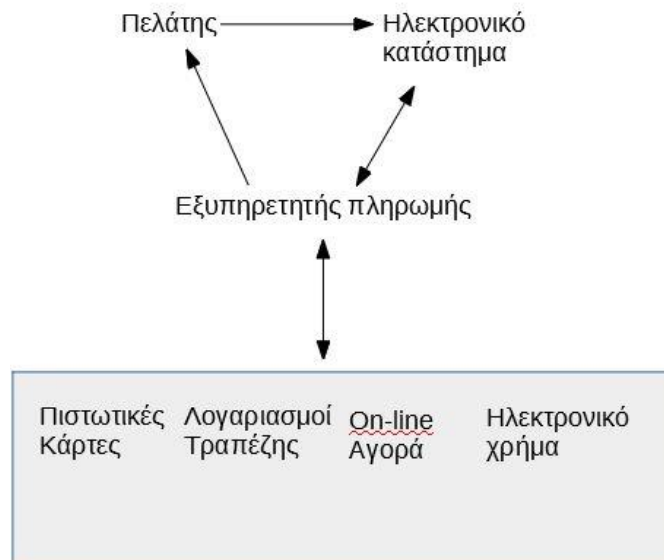 Πελάτης
Ηλεκτρονικό
κατάστημα
Εξυπηρετητής πληρωμής
Πιστωτικές
Κάρτες
Λογαριασμοί
Τραπέζης
On-line
Αγορά
Ηλεκτρονικό
χρήμα